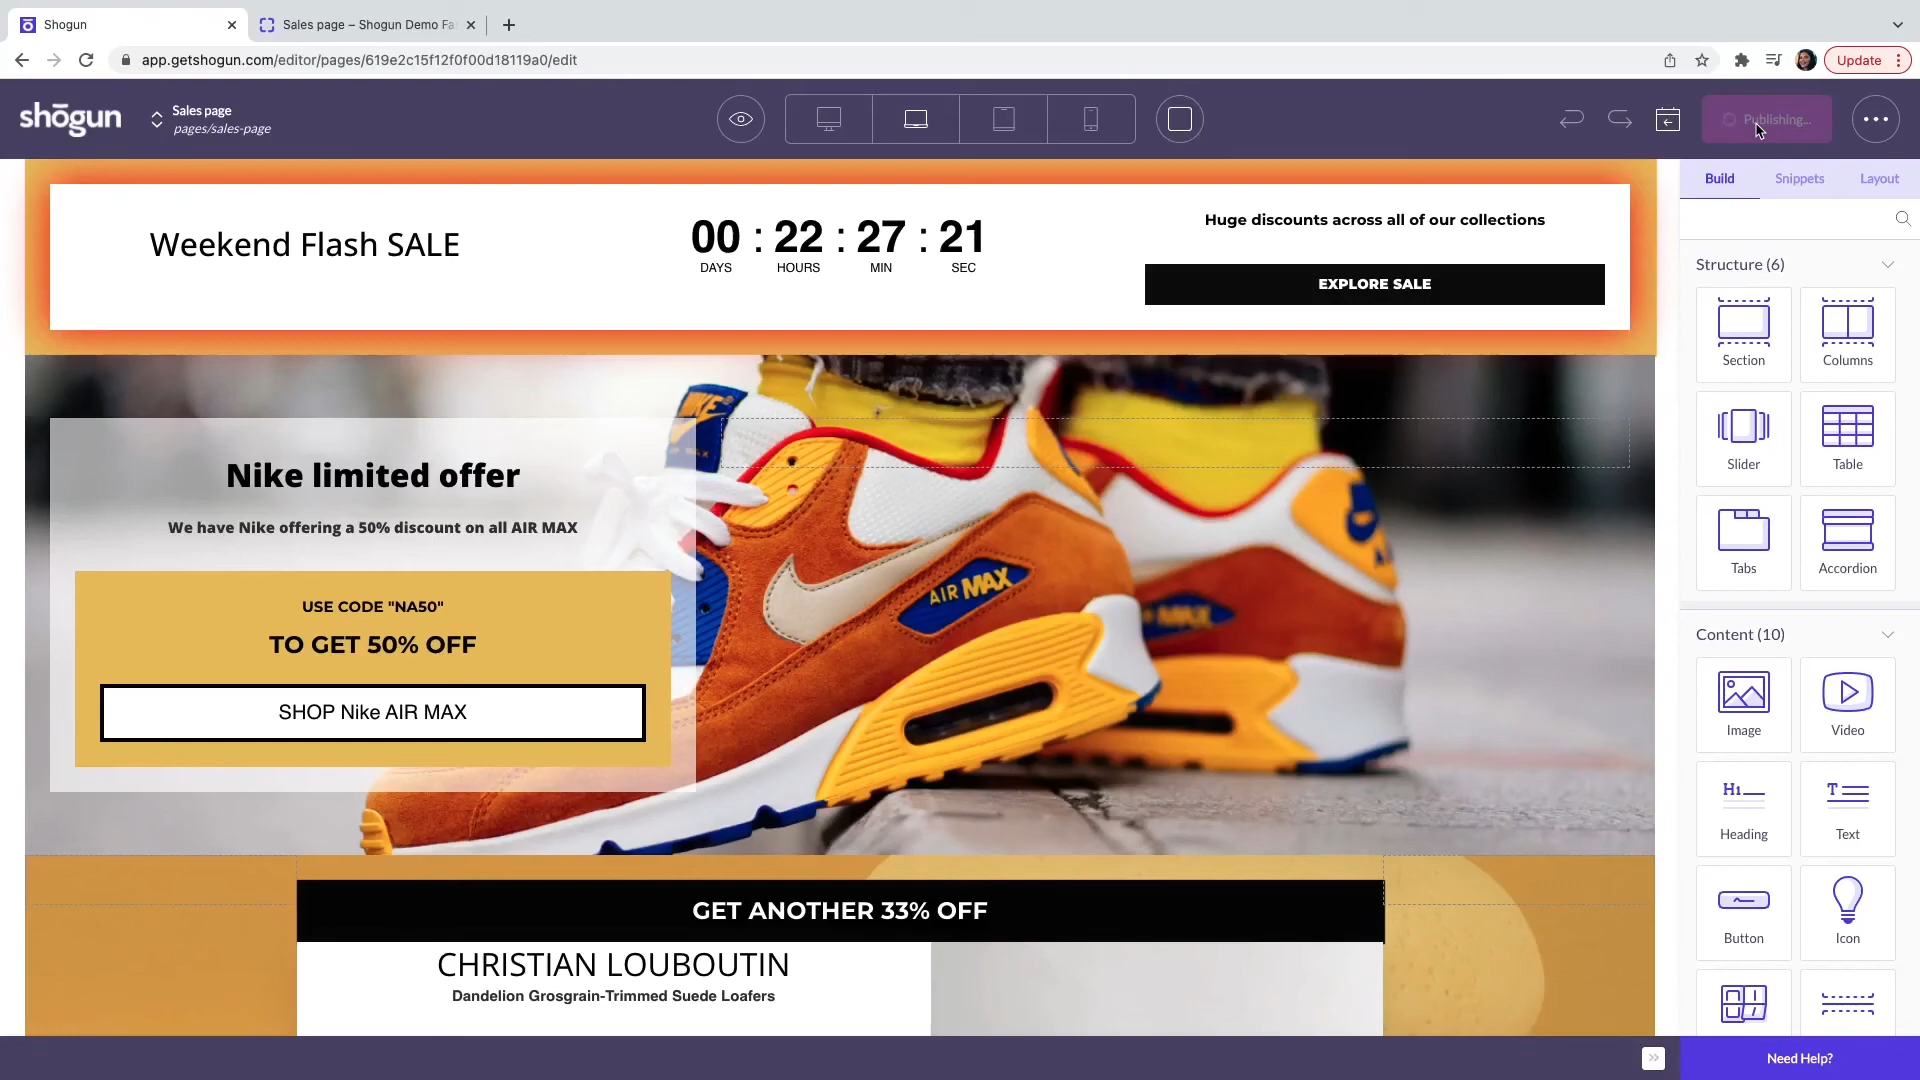 Shogun
Sales page – Shogun Demo Fa
app.getshogun.com/editor/pages/619e2c15f12f0f00d18119a0/edit
Update
shōgun
Sales page
pages/sales-page
Publishing...
Build
Snippets
Layout
Weekend Flash SALE
00 : 22 : 27 : 21
DAYS HOURS MIN SEC
Huge discounts across all of our collections
EXPLORE SALE
Structure (6)
Section
Columns
Slider
Table
Tabs
Accordion
NIKE
AIR MAX
Nike limited offer
We have Nike offering a 50% discount on all AIR MAX
USE CODE "NA50"
TO GET 50% OFF
SHOP Nike AIR MAX
Content (10)
Image
Video
H1
Heading
T
Text
Button
Icon
GET ANOTHER 33% OFF
CHRISTIAN LOUBOUTIN
Dandelion Grosgrain-Trimmed Suede Loafers
Need Help?